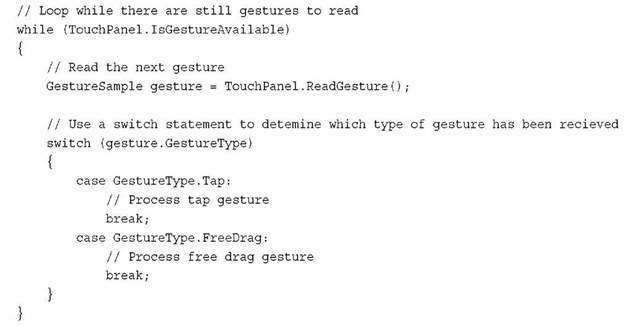 // Loop while there are still gestures to read
while (TouchPanel.IsGestureAvailable)
{
// Read the next gesture
GestureSample gesture = TouchPanel.ReadGesture();
// Use a switch statement to detemine which type of gesture has been recieved
switch (gesture.GestureType)
{
case GestureType.Tap:
// Process tap gesture
break;
case GestureType.FreeDrag:
// Process free drag gesture
break;
}
}